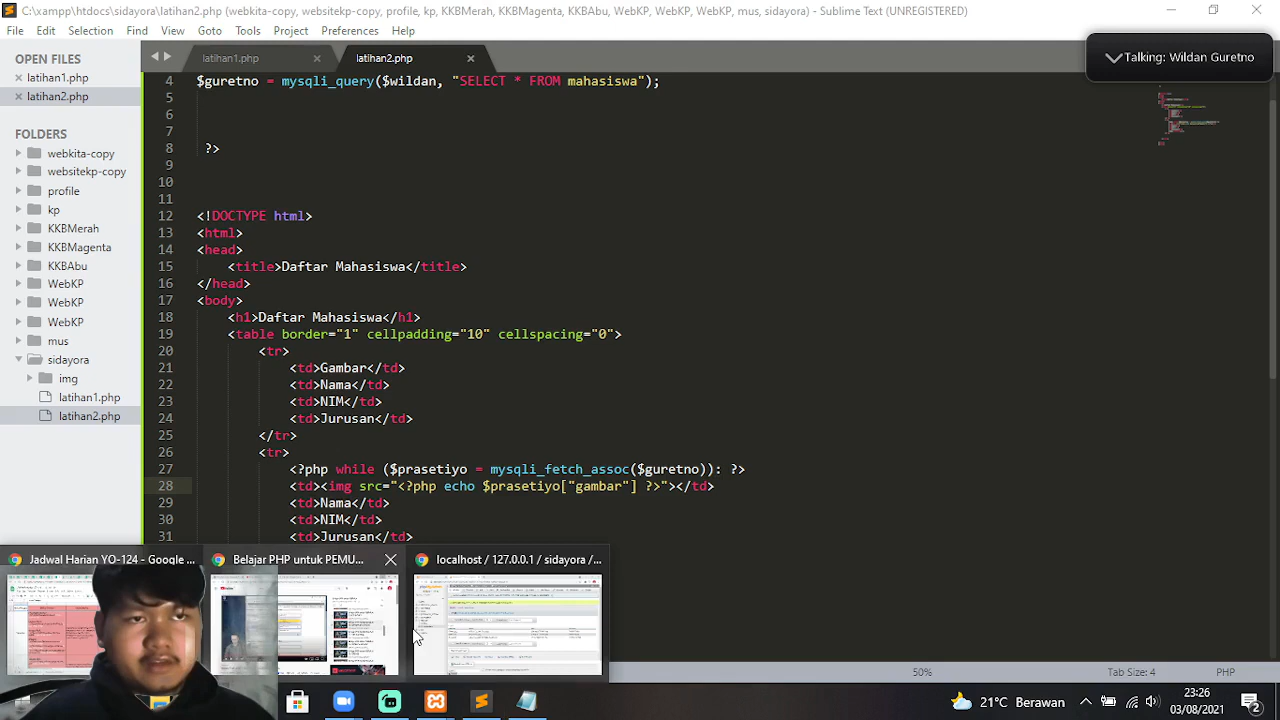 C:\xampp\htdocs\sidayora\latihan2.php (webkita-copy, websitekp-copy, profile, kp, KKBMerah, KKBMagenta, KKBAbu, WebKP, WebKP, WebKP, mus, sidayora) - Sublime Text (UNREGISTERED)
File Edit Selection Find View Goto Tools Project Preferences Help
Talking: Wildan Guretno
OPEN FILES
latihan1.php
latihan2.php
FOLDERS
webkita-copy
websitekp-copy
profile
kp
KKBMerah
KKBMagenta
KKBAbu
WebKP
WebKP
WebKP
mus
sidayora
img
latihan1.php
latihan2.php
latihan1.php latihan2.php
4 $guretno = mysqli_query($wildan, "SELECT * FROM mahasiswa");
5
6
7
8 ?>
9
10
11
12 <!DOCTYPE html>
13 <html>
14 <head>
15 <title>Daftar Mahasiswa</title>
16 </head>
17 <body>
18 <h1>Daftar Mahasiswa</h1>
19 <table border="1" cellpadding="10" cellspacing="0">
20 <tr>
21 <td>Gambar</td>
22 <td>Nama</td>
23 <td>NIM</td>
24 <td>Jurusan</td>
25 </tr>
26 <tr>
27 <?php while ($prasetiyo = mysqli_fetch_assoc($guretno)): ?>
28 <td><img src="<?php echo $prasetiyo["gambar"] ?>"></td>
29 <td>Nama</td>
30 <td>NIM</td>
31 <td>Jurusan</td>
Jadwal Harian YO-124 - Google ...
Belajar PHP untuk PEMU...
localhost / 127.0.0.1 / sidayora /...
50% Tab Size: 4 PHP
21°C Berawan
23:26
03/08/2021
2